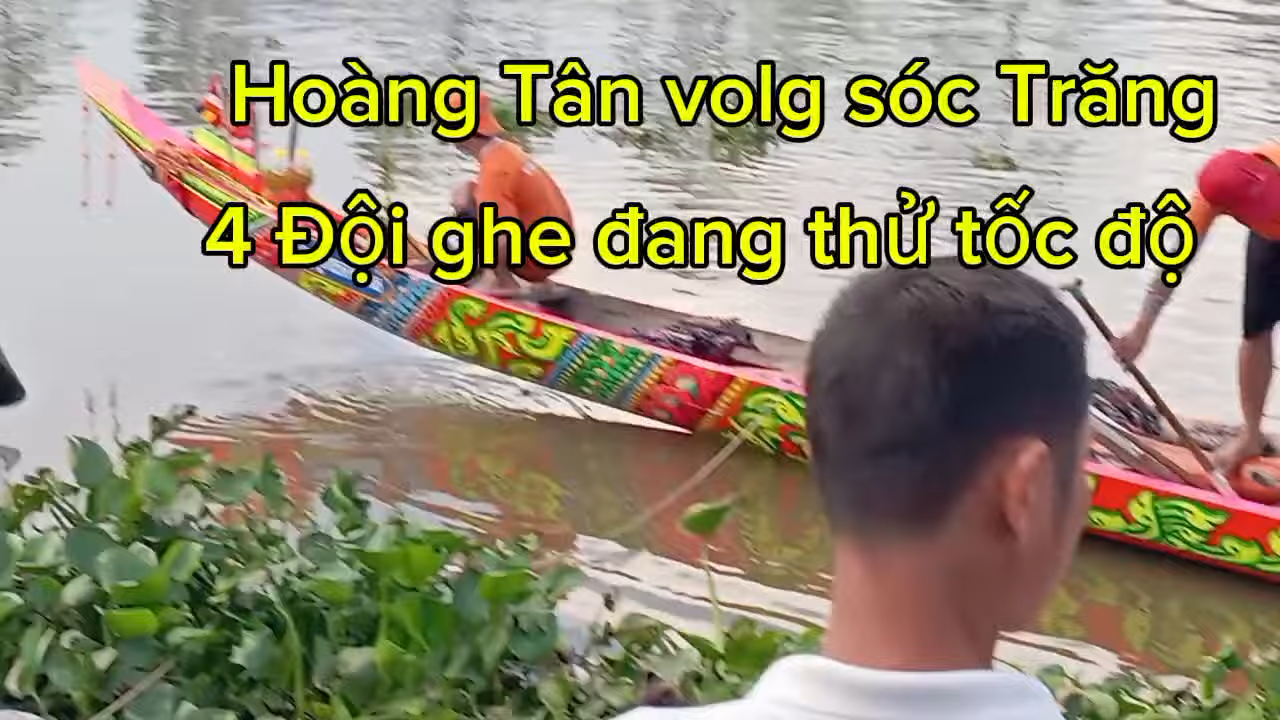 Hoàng Tân volg sóc Trăng
4 Đội ghe đang thử tốc độ